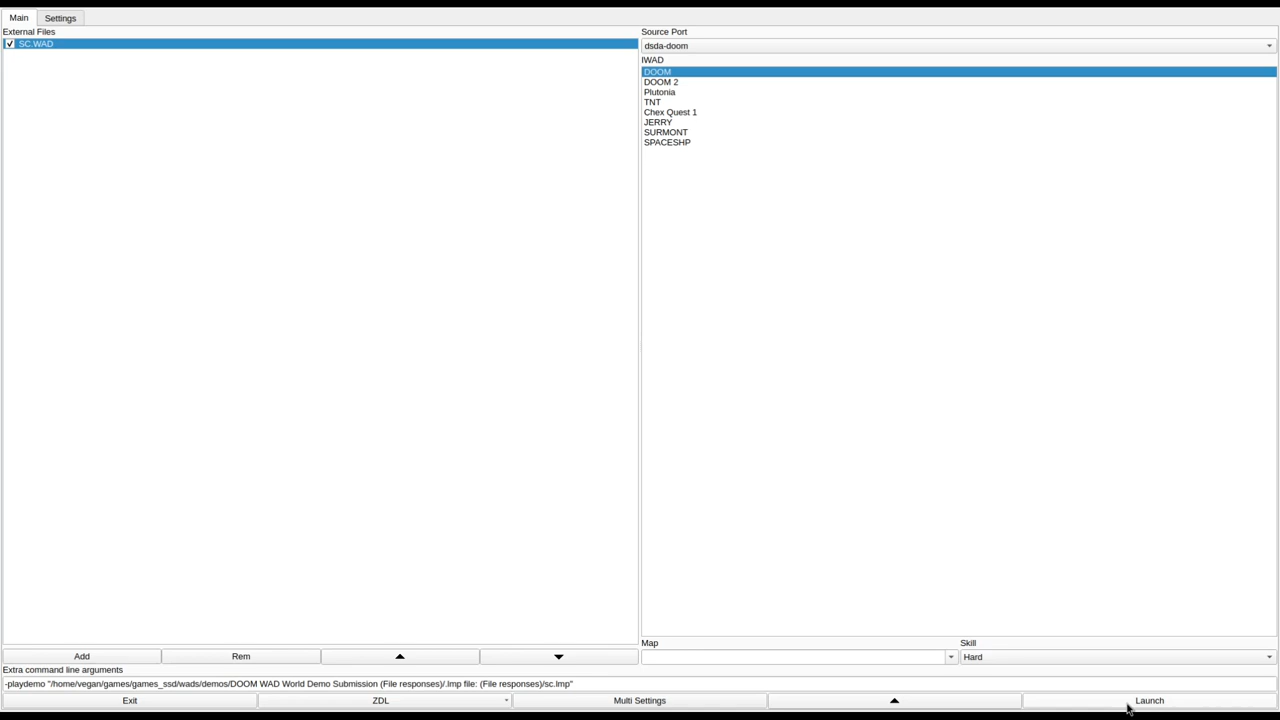 Main Settings
External Files
SC.WAD
Source Port
dsda-doom
IWAD
DOOM
DOOM 2
Plutonia
TNT
Chex Quest 1
JERRY
SURMONT
SPACESHP
Map Skill
Hard
Add Rem
Extra command line arguments
-playdemo "/home/vegan/games/games_ssd/wads/demos/DOOM WAD World Demo Submission (File responses)/.lmp file: (File responses)/sc.lmp"
Exit ZDL Multi Settings Launch